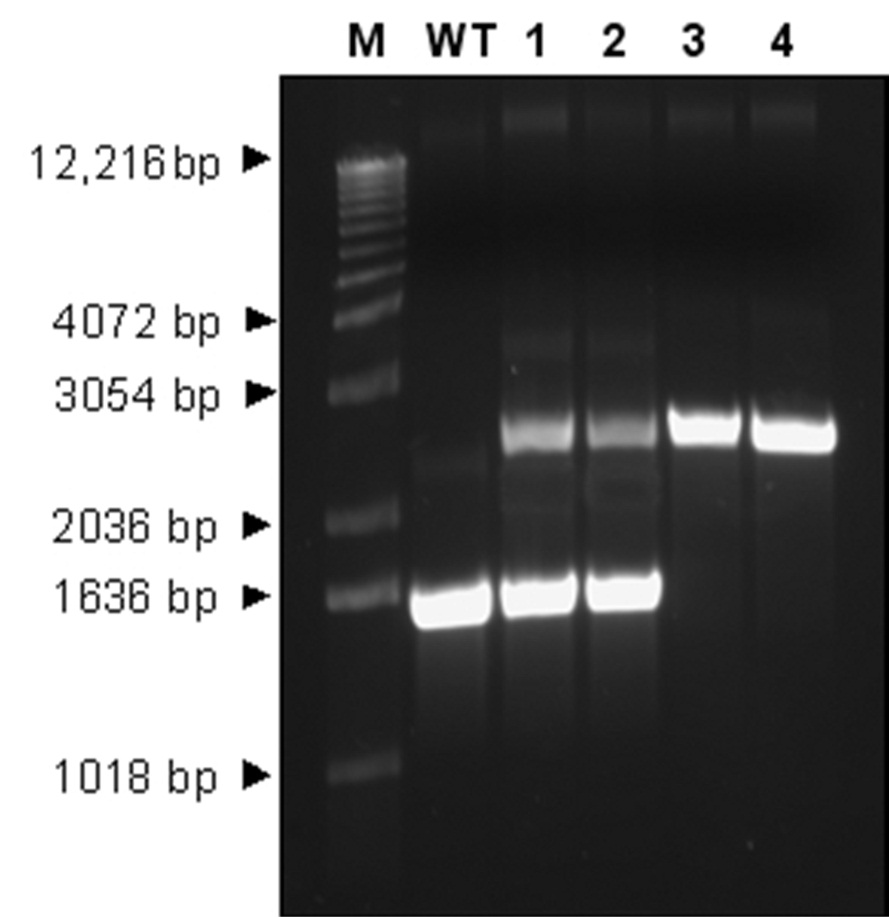 M WT 1 2 3 4
12,216 bp ►
4072 bp ►
3054 bp ►
2036 bp ►
1636 bp ►
1018 bp ►